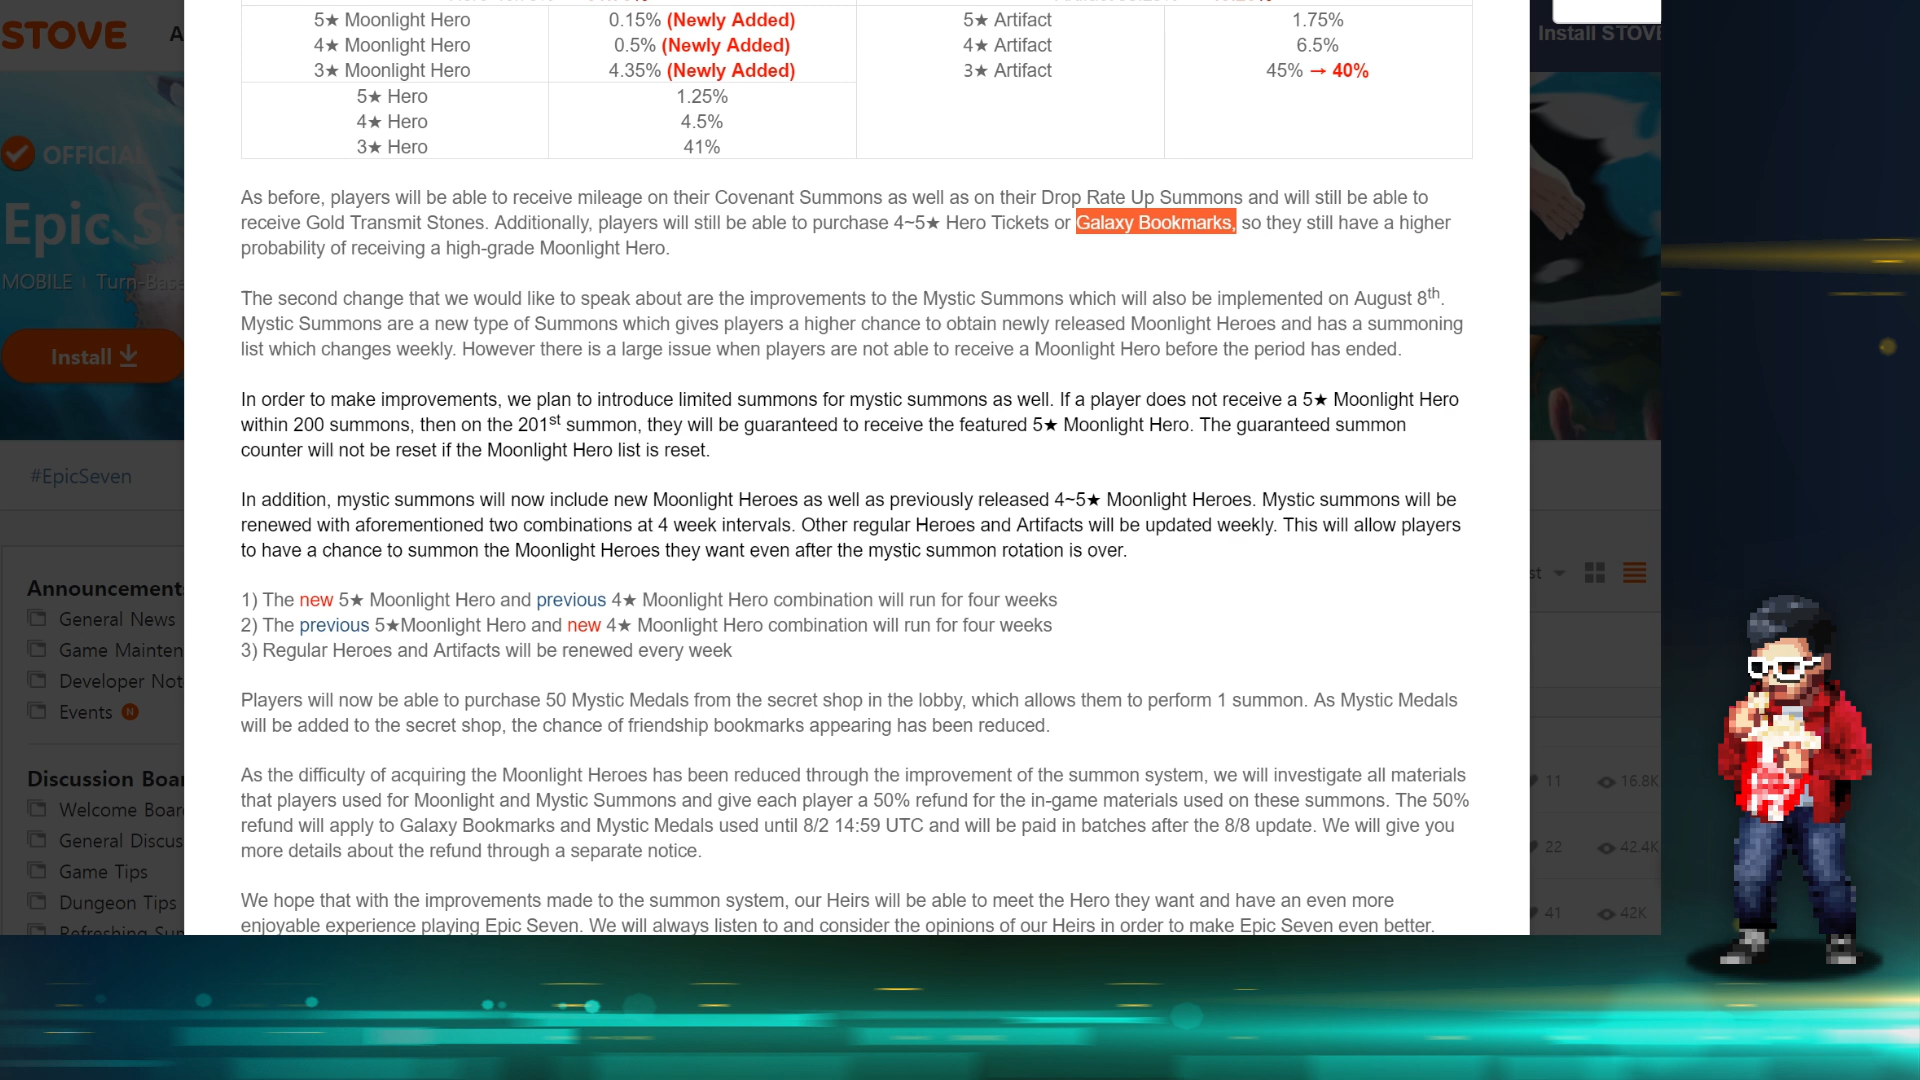 STOVE A
Install STOVE
5★ Moonlight Hero 0.15% (Newly Added) 5★ Artifact 1.75%
4★ Moonlight Hero 0.5% (Newly Added) 4★ Artifact 6.5%
3★ Moonlight Hero 4.35% (Newly Added) 3★ Artifact 45% → 40%
5★ Hero 1.25%
4★ Hero 4.5%
3★ Hero 41%
OFFICIAL
Epic S
MOBILE | Turn-Base
Install
#EpicSeven
As before, players will be able to receive mileage on their Covenant Summons as well as on their Drop Rate Up Summons and will still be able to
receive Gold Transmit Stones. Additionally, players will still be able to purchase 4~5★ Hero Tickets or Galaxy Bookmarks, so they still have a higher
probability of receiving a high-grade Moonlight Hero.
The second change that we would like to speak about are the improvements to the Mystic Summons which will also be implemented on August 8th.
Mystic Summons are a new type of Summons which gives players a higher chance to obtain newly released Moonlight Heroes and has a summoning
list which changes weekly. However there is a large issue when players are not able to receive a Moonlight Hero before the period has ended.
In order to make improvements, we plan to introduce limited summons for mystic summons as well. If a player does not receive a 5★ Moonlight Hero
within 200 summons, then on the 201st summon, they will be guaranteed to receive the featured 5★ Moonlight Hero. The guaranteed summon
counter will not be reset if the Moonlight Hero list is reset.
In addition, mystic summons will now include new Moonlight Heroes as well as previously released 4~5★ Moonlight Heroes. Mystic summons will be
renewed with aforementioned two combinations at 4 week intervals. Other regular Heroes and Artifacts will be updated weekly. This will allow players
to have a chance to summon the Moonlight Heroes they want even after the mystic summon rotation is over.
1) The new 5★ Moonlight Hero and previous 4★ Moonlight Hero combination will run for four weeks
2) The previous 5★Moonlight Hero and new 4★ Moonlight Hero combination will run for four weeks
3) Regular Heroes and Artifacts will be renewed every week
Players will now be able to purchase 50 Mystic Medals from the secret shop in the lobby, which allows them to perform 1 summon. As Mystic Medals
will be added to the secret shop, the chance of friendship bookmarks appearing has been reduced.
As the difficulty of acquiring the Moonlight Heroes has been reduced through the improvement of the summon system, we will investigate all materials
that players used for Moonlight and Mystic Summons and give each player a 50% refund for the in-game materials used on these summons. The 50%
refund will apply to Galaxy Bookmarks and Mystic Medals used until 8/2 14:59 UTC and will be paid in batches after the 8/8 update. We will give you
more details about the refund through a separate notice.
We hope that with the improvements made to the summon system, our Heirs will be able to meet the Hero they want and have an even more
enjoyable experience playing Epic Seven. We will always listen to and consider the opinions of our Heirs in order to make Epic Seven even better.
Announcements
General News
Game Mainten
Developer Not
Events N
Discussion Boar
Welcome Boar
General Discus
Game Tips
Dungeon Tips
st
11 16.8K
22 42.4K
41 42K